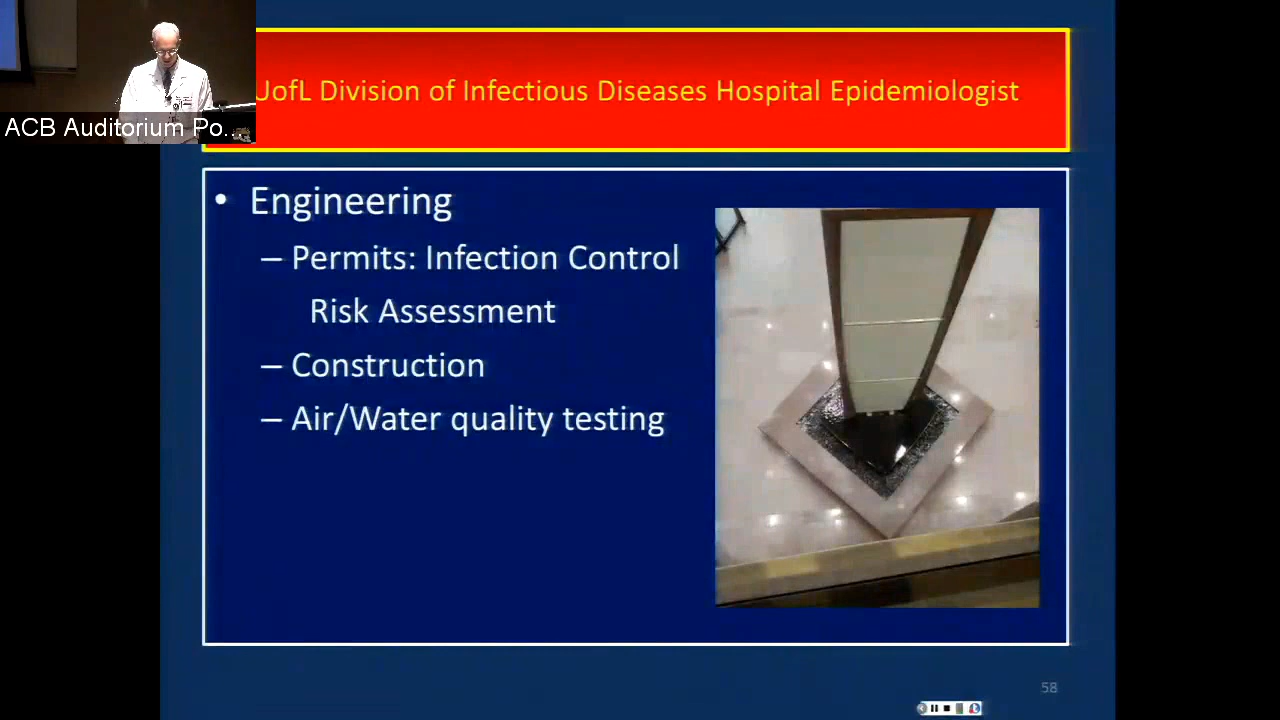 UofL Division of Infectious Diseases Hospital Epidemiologist
ACB Auditorium Po...
• Engineering
– Permits: Infection Control
Risk Assessment
– Construction
– Air/Water quality testing
58